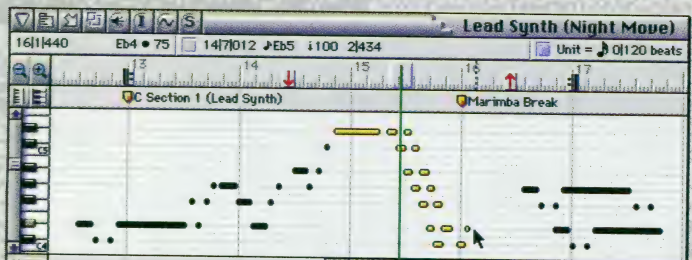 Lead Synth (Night Move)
16|1|440 Eb4 • 75 14|7|012 ♪Eb5 ↓100 2|434 Unit = ♪ 0|120 beats
13 14 15 16 17
C Section 1 (Lead Synth) Marimba Break
C5
C4